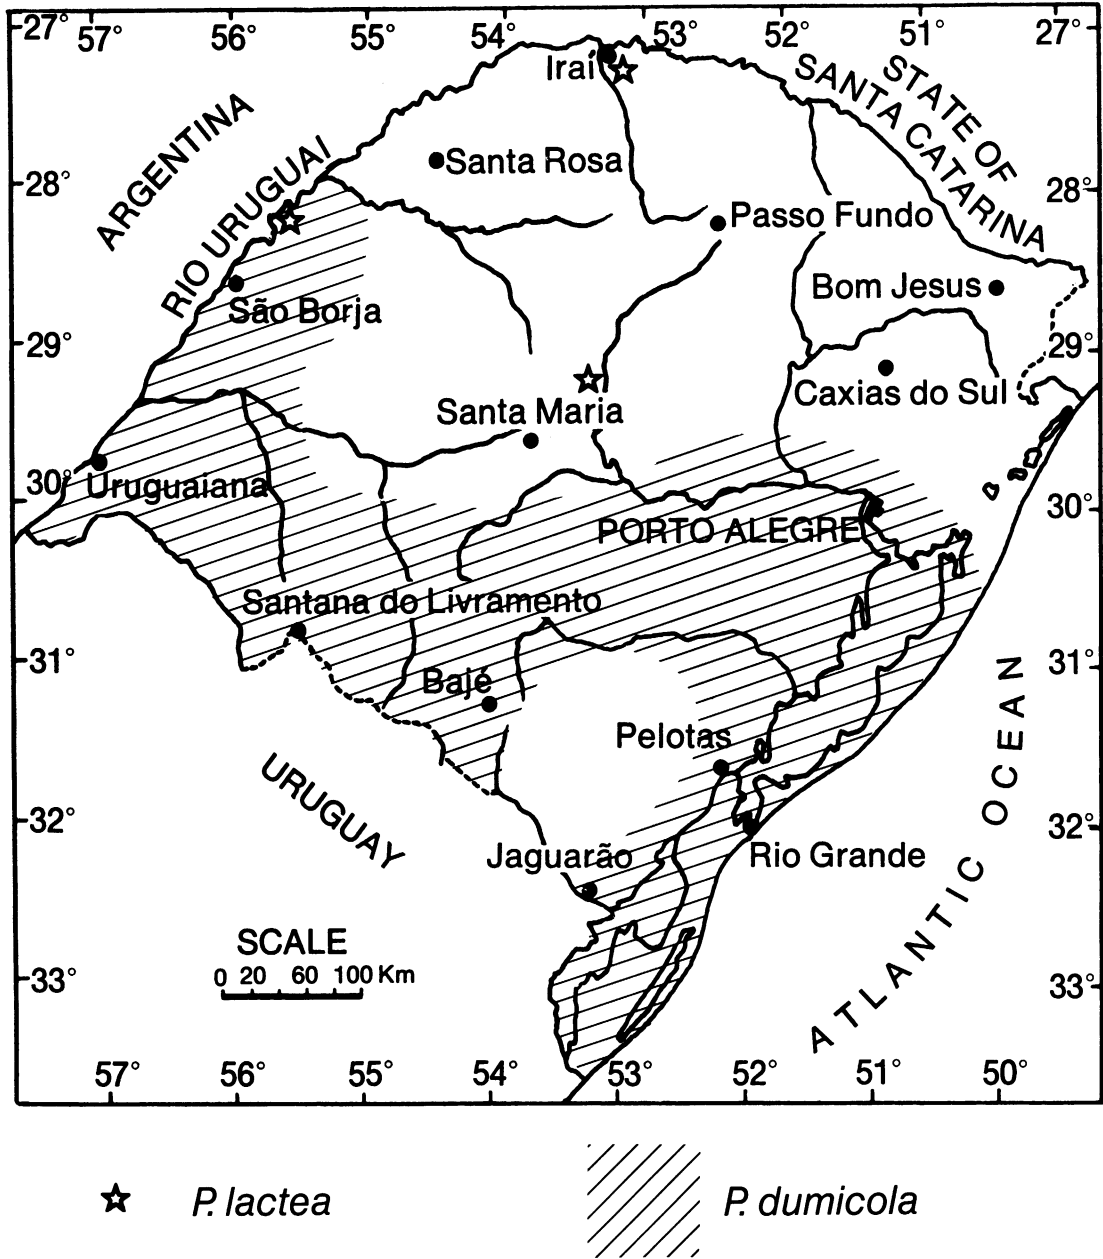 27° 57° 56° 55° 54° 53° 52° 51° 27°
Iraí
STATE OF
SANTA CATARINA
ARGENTINA
RIO URUGUAI
Santa Rosa
28° 28°
Passo Fundo
Bom Jesus
São Borja
29° 29°
Caxias do Sul
Santa Maria
30° Uruguaiana 30°
PORTO ALEGRE
Santana do Livramento
31° 31°
Bajé
Pelotas
URUGUAY
32° 32°
Jaguarão Rio Grande
ATLANTIC OCEAN
SCALE
0 20 60 100 Km
33° 33°
57° 56° 55° 54° 53° 52° 51° 50°
P. lactea P. dumicola